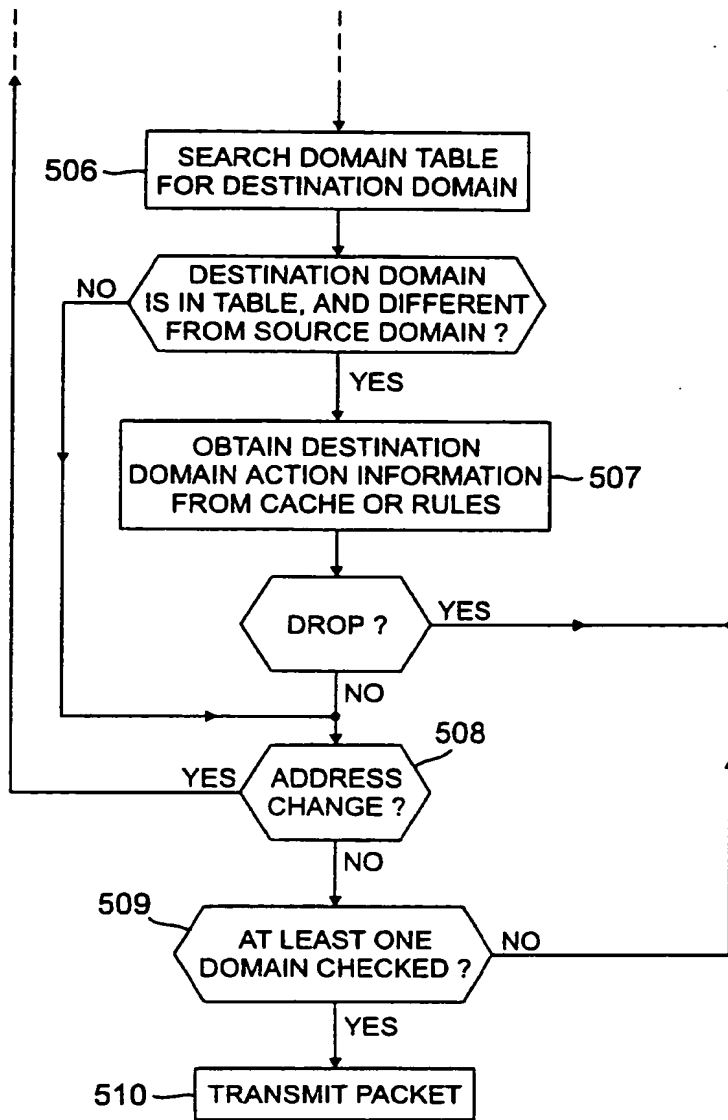 506
SEARCH DOMAIN TABLE
FOR DESTINATION DOMAIN
NO
DESTINATION DOMAIN
IS IN TABLE, AND DIFFERENT
FROM SOURCE DOMAIN ?
YES
OBTAIN DESTINATION
DOMAIN ACTION INFORMATION
FROM CACHE OR RULES
507
DROP ?
YES
NO
508
YES
ADDRESS
CHANGE ?
NO
509
AT LEAST ONE
DOMAIN CHECKED ?
NO
YES
510
TRANSMIT PACKET